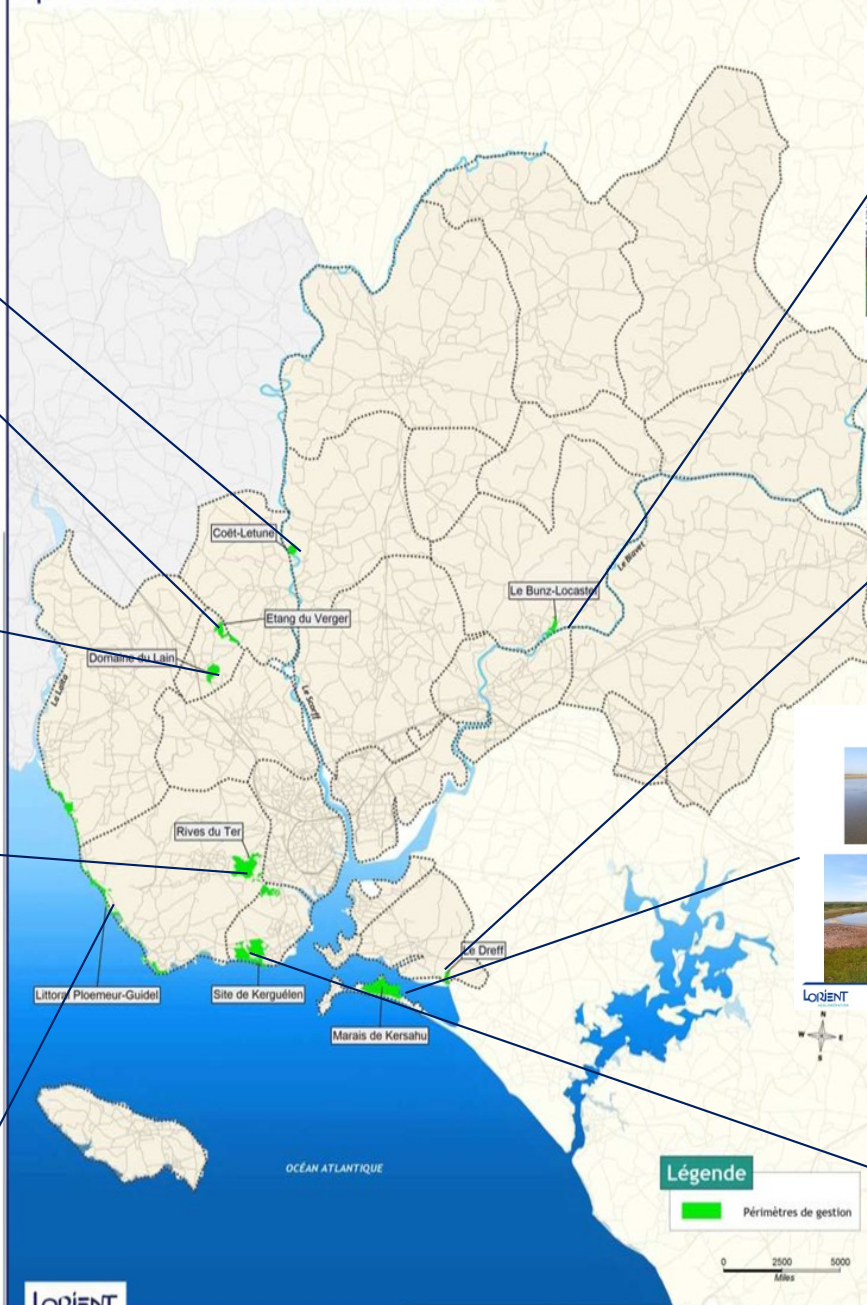 Coët-Letune
Le Blavet
Le Bunz-Locastel
Etang du Verger
Domaine du Lain
La Laïta
Le Scorff
Rives du Ter
Le Dreff
Littoral Ploemeur-Guidel
Site de Kerguélen
LORIENT
N
W
E
S
Marais de Kersahu
OCÉAN ATLANTIQUE
Légende
Périmètres de gestion
0 2500 5000
Miles
LORIENT